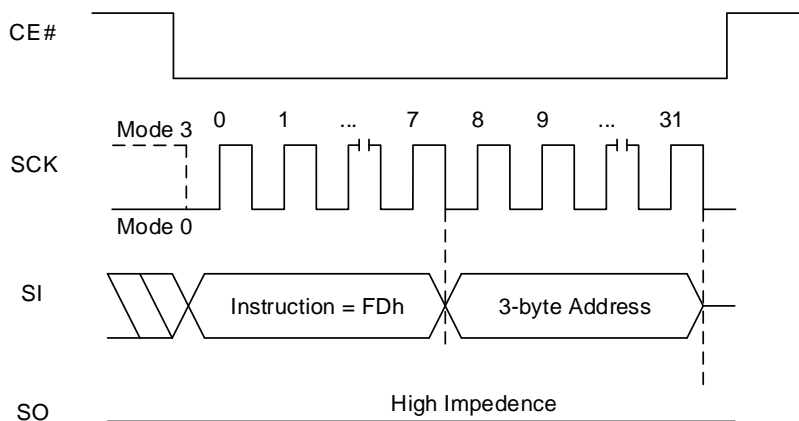 CE#
Mode 3
0 1 ... 7 8 9 ... 31
SCK
Mode 0
SI
Instruction = FDh
3-byte Address
High Impedence
SO